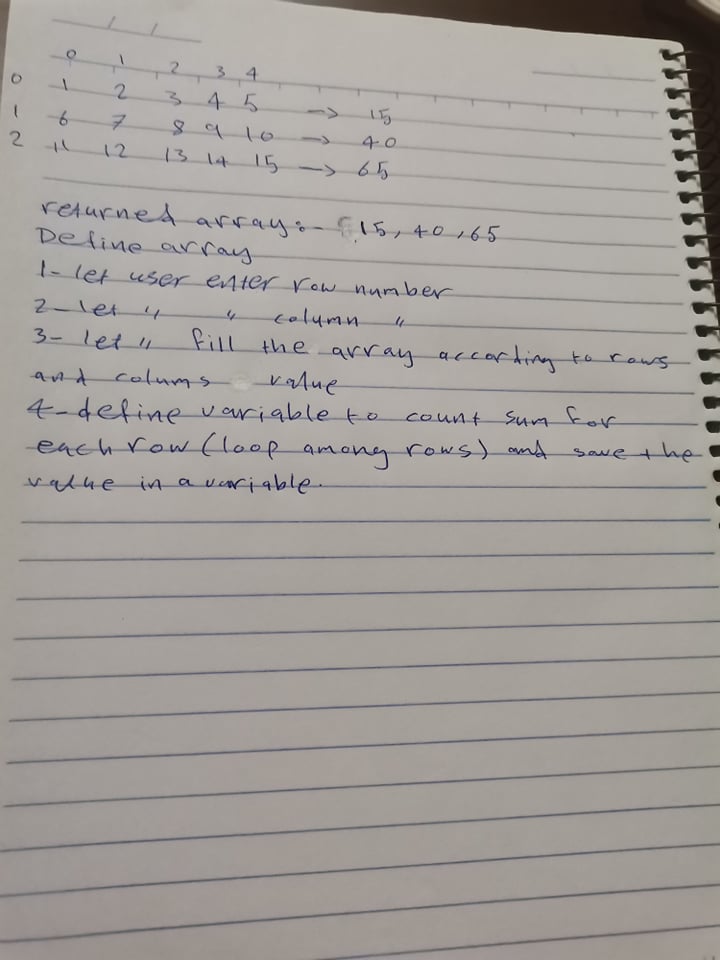 0 1 2 3 4
0 1 2 3 4 5 -> 15
1 6 7 8 9 10 -> 40
2 11 12 13 14 15 -> 65
returned array:- 15, 40, 65
Define array
1- let user enter row number
2- let " " column "
3- let " fill the array according to rows
and colums value
4- define variable to count sum for
each row (loop among rows) and save the
value in a variable.